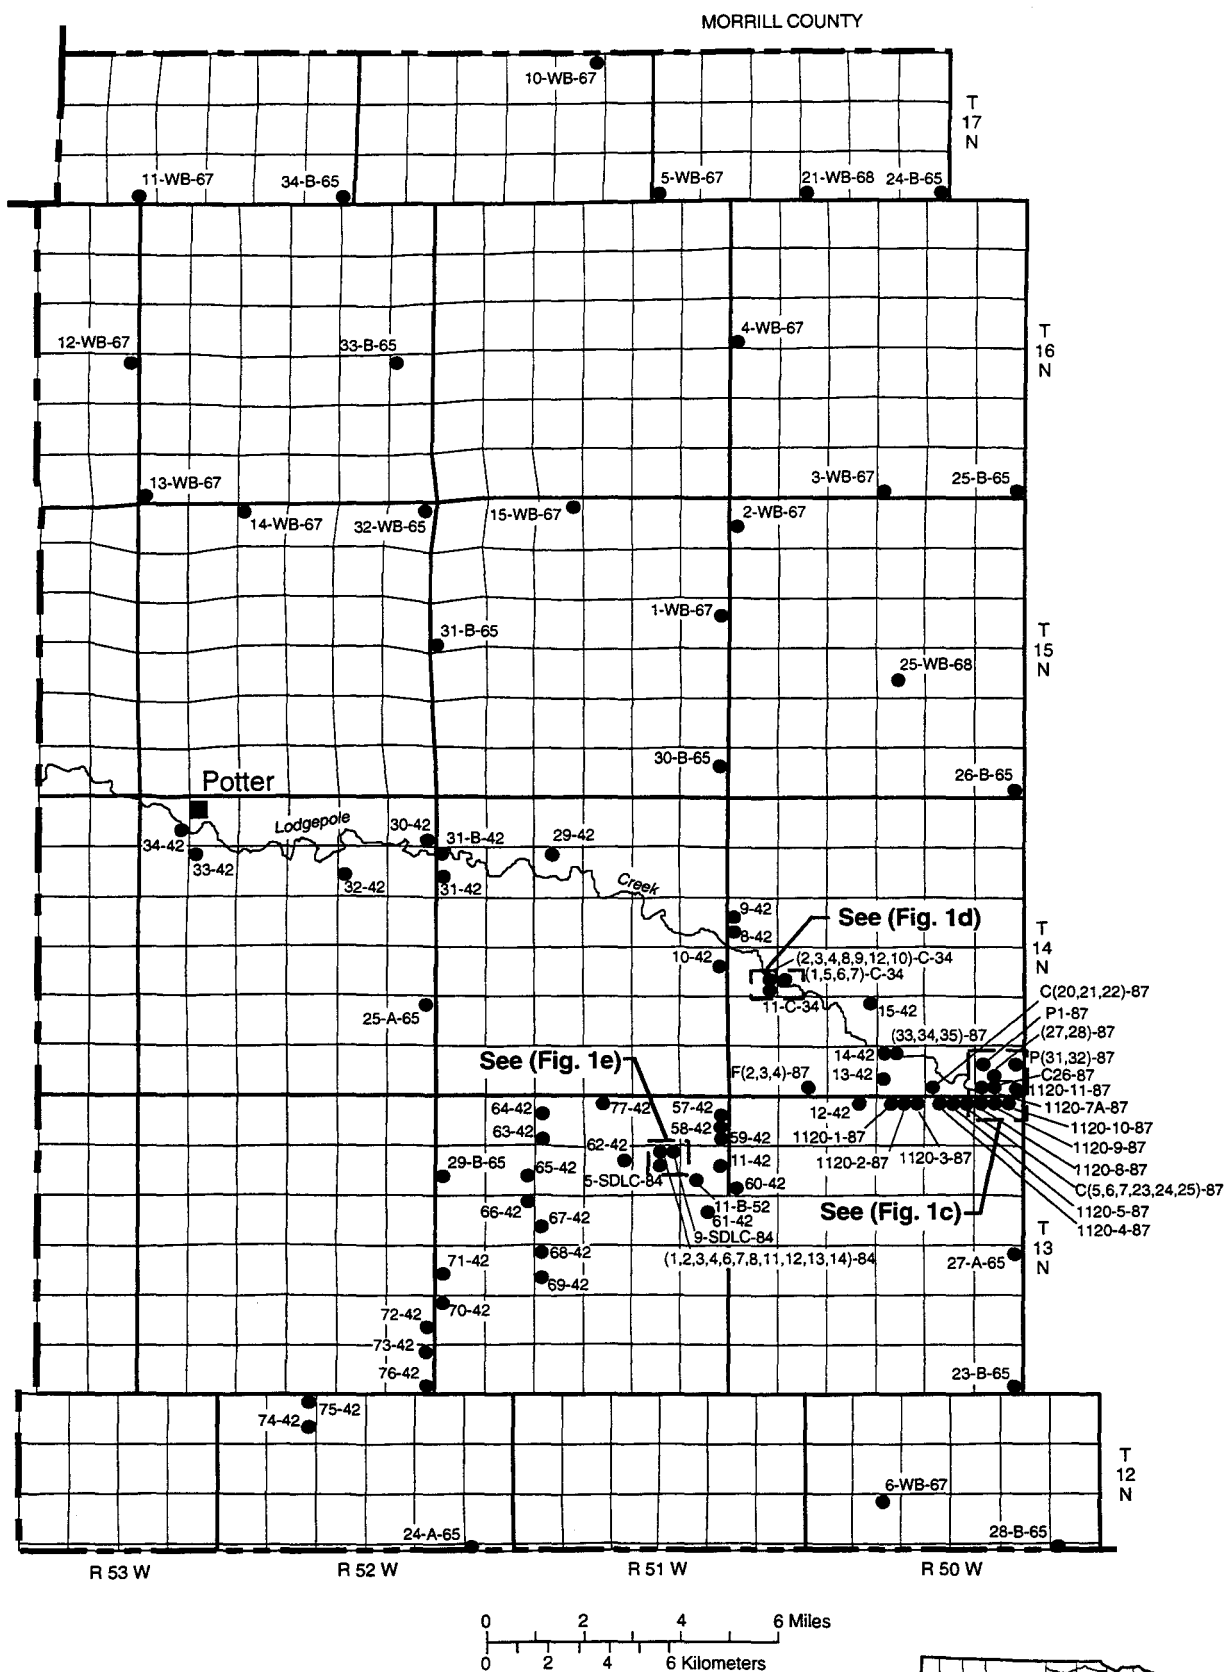 MORRILL COUNTY
10-WB-67
T
17
N
11-WB-67
34-B-65
5-WB-67
21-WB-68
24-B-65
12-WB-67
33-B-65
4-WB-67
T
16
N
13-WB-67
3-WB-67
25-B-65
14-WB-67
32-WB-65
15-WB-67
2-WB-67
1-WB-67
31-B-65
T
15
N
25-WB-68
30-B-65
26-B-65
Potter
Lodgepole
30-42
31-B-42
29-42
34-42
33-42
32-42
31-42
Creek
9-42
See (Fig. 1d)
8-42
T
14
N
10-42
(2,3,4,8,9,12,10)-C-34
(1,5,6,7)-C-34
11-C-34
C(20,21,22)-87
25-A-65
15-42
P1-87
(33,34,35)-87
(27,28)-87
See (Fig. 1e)
14-42
P(31,32)-87
F(2,3,4)-87
13-42
C26-87
1120-11-87
64-42
77-42
57-42
12-42
1120-7A-87
58-42
1120-10-87
63-42
62-42
59-42
1120-1-87
1120-9-87
29-B-65
65-42
5-SDLC-84
11-42
1120-2-87
1120-3-87
1120-8-87
60-42
C(5,6,7,23,24,25)-87
66-42
11-B-52
See (Fig. 1c)
1120-5-87
67-42
61-42
1120-4-87
9-SDLC-84
T
13
N
68-42
(1,2,3,4,6,7,8,11,12,13,14)-84
27-A-65
71-42
69-42
70-42
72-42
73-42
76-42
23-B-65
75-42
74-42
T
12
N
6-WB-67
24-A-65
28-B-65
R 53 W
R 52 W
R 51 W
R 50 W
0 2 4 6 Miles
0 2 4 6 Kilometers